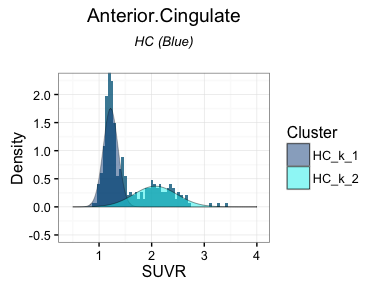 Anterior.Cingulate
HC (Blue)
Density
2.0
1.5
1.0
0.5
0.0
-0.5
1 2 3 4
SUVR
Cluster
HC_k_1
HC_k_2